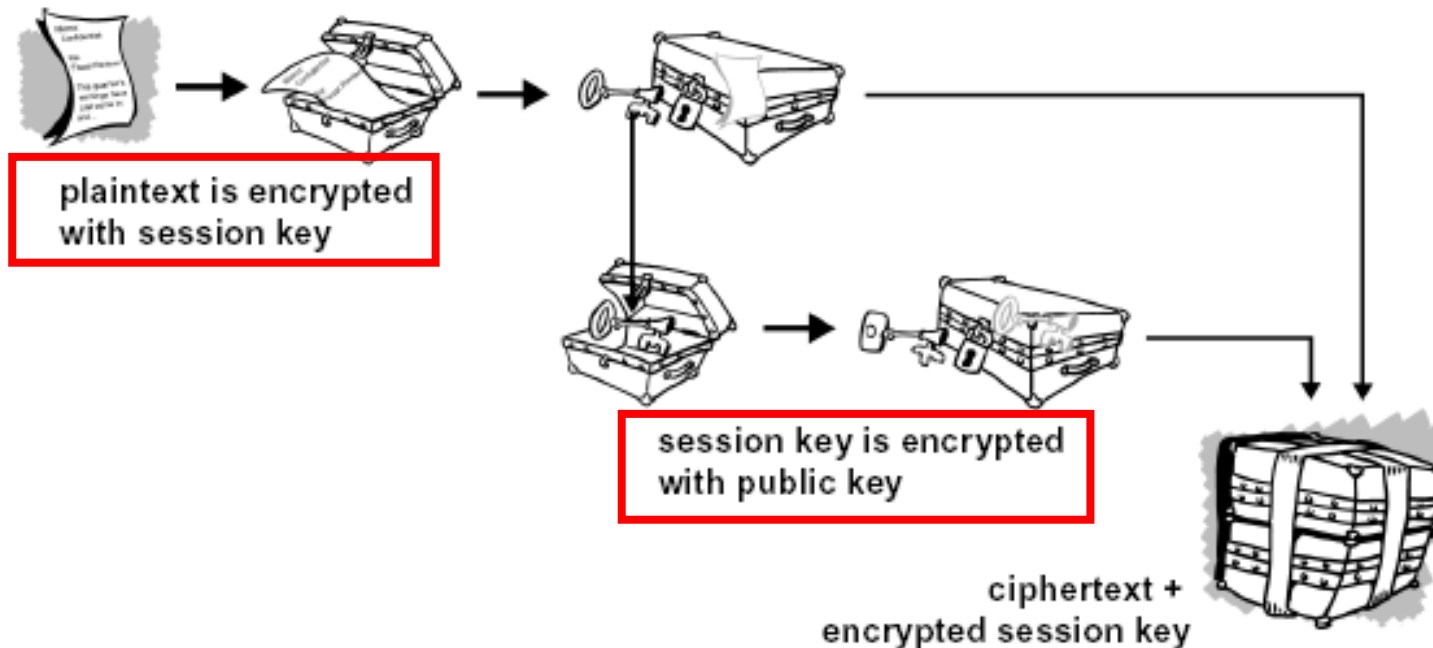 plaintext is encrypted
with session key
session key is encrypted
with public key
ciphertext +
encrypted session key